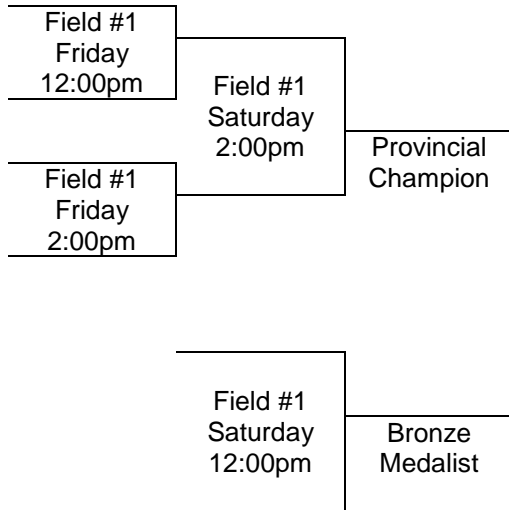 Field #1
Friday
12:00pm
Field #1
Saturday
2:00pm
Provincial
Champion
Field #1
Friday
2:00pm
Field #1
Saturday
12:00pm
Bronze
Medalist